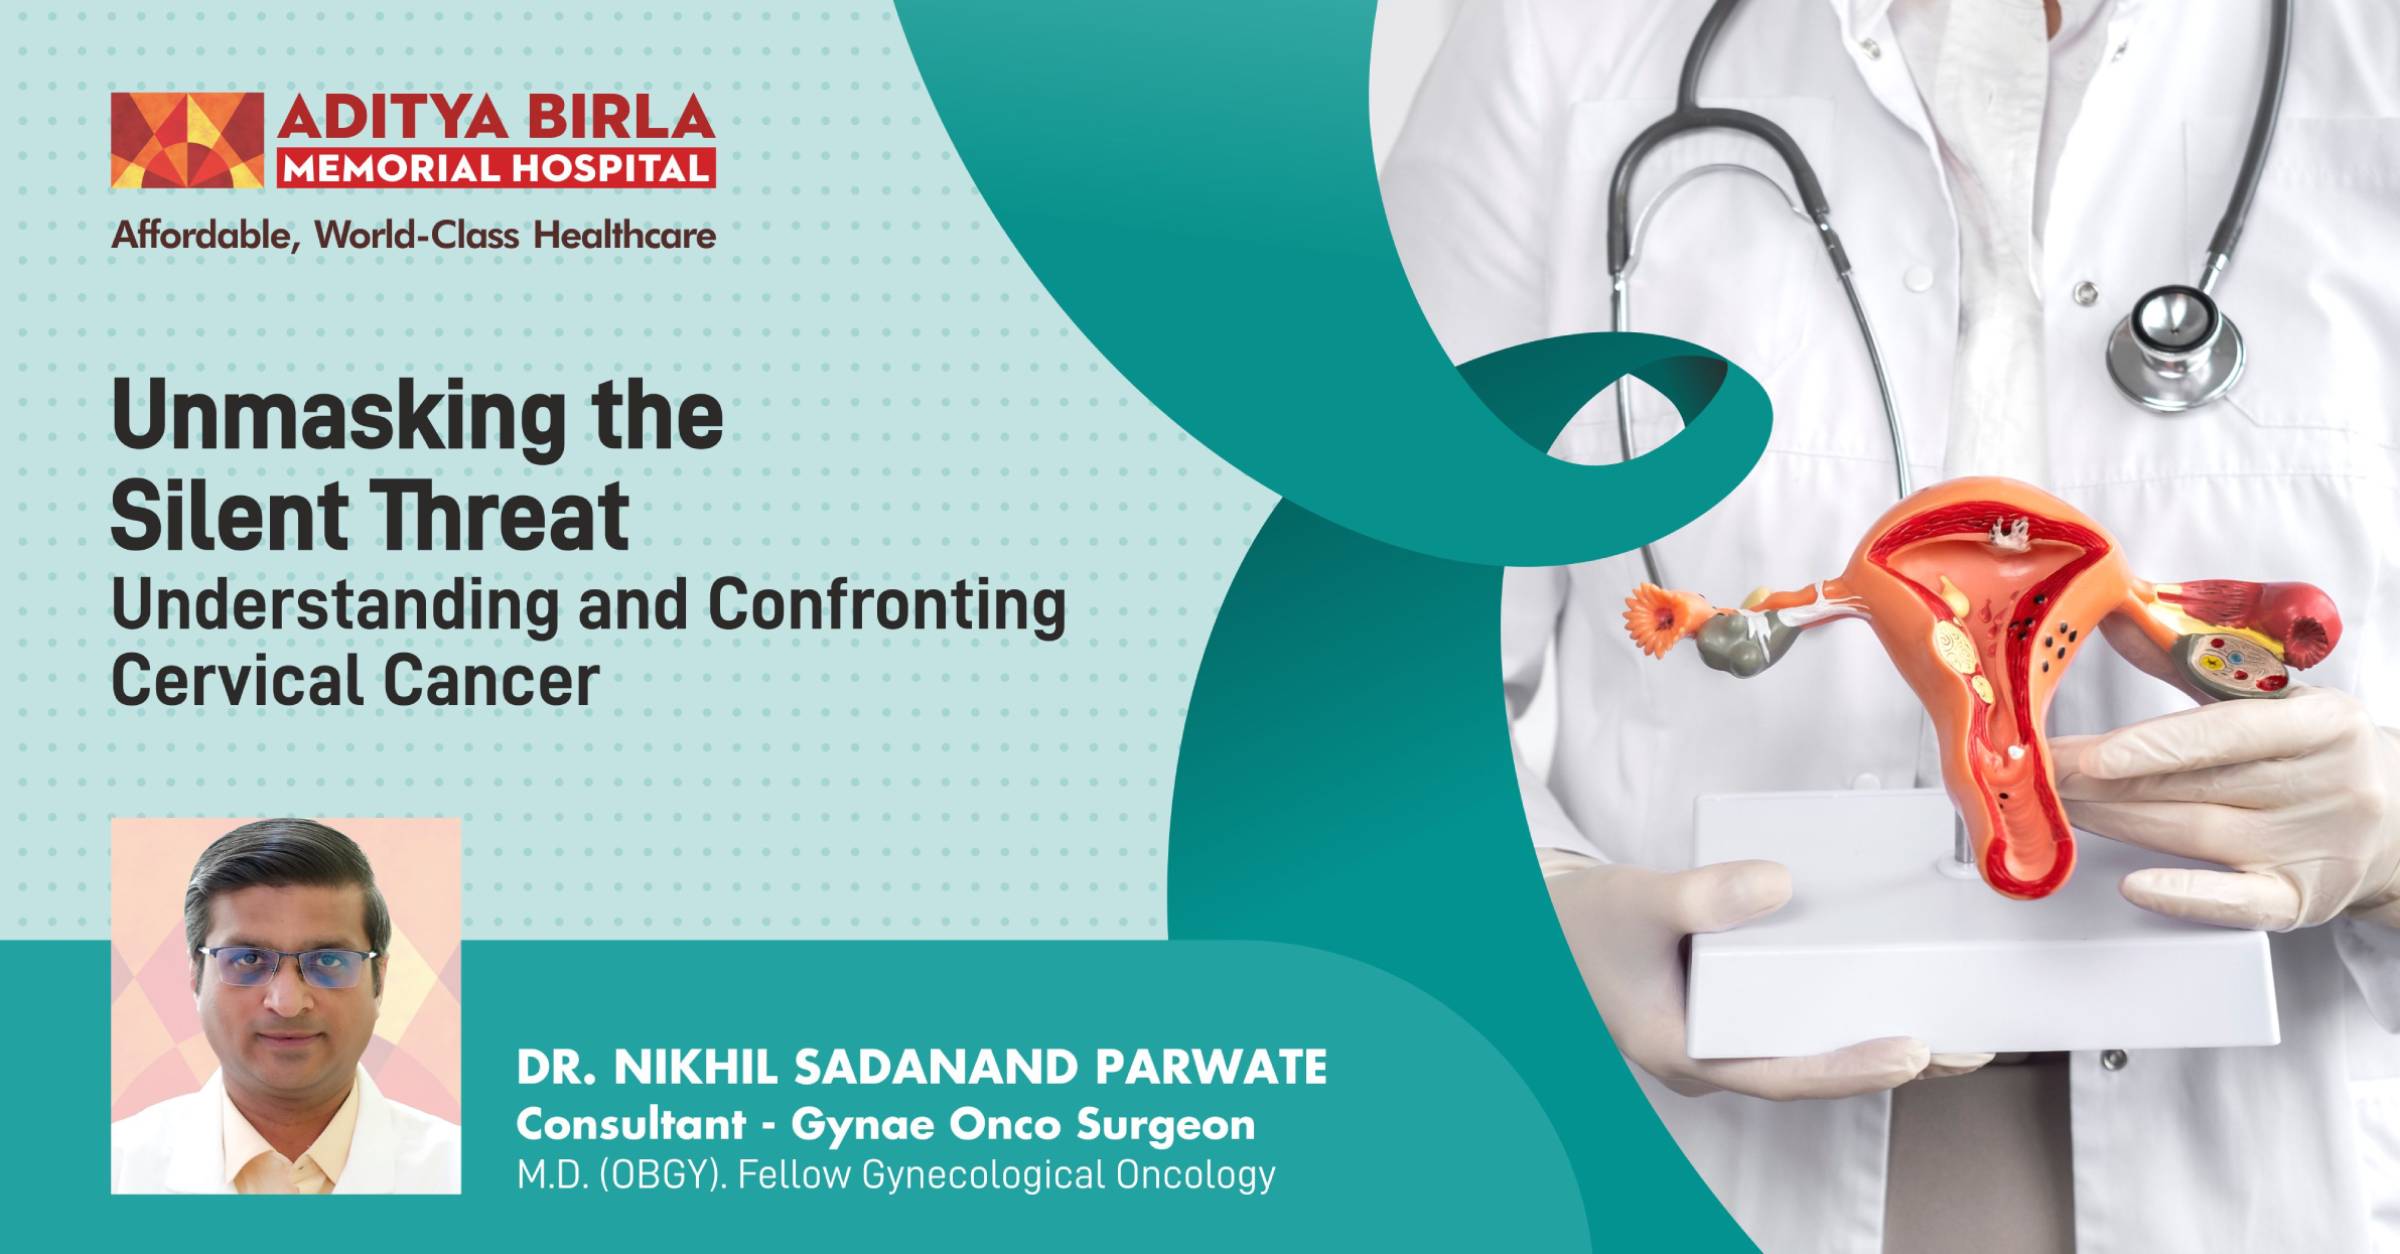 ADITYA BIRLA
MEMORIAL HOSPITAL
Affordable, World-Class Healthcare
Unmasking the
Silent Threat
Understanding and Confronting
Cervical Cancer
DR. NIKHIL SADANAND PARWATE
Consultant - Gynae Onco Surgeon
M.D. (OBGY). Fellow Gynecological Oncology